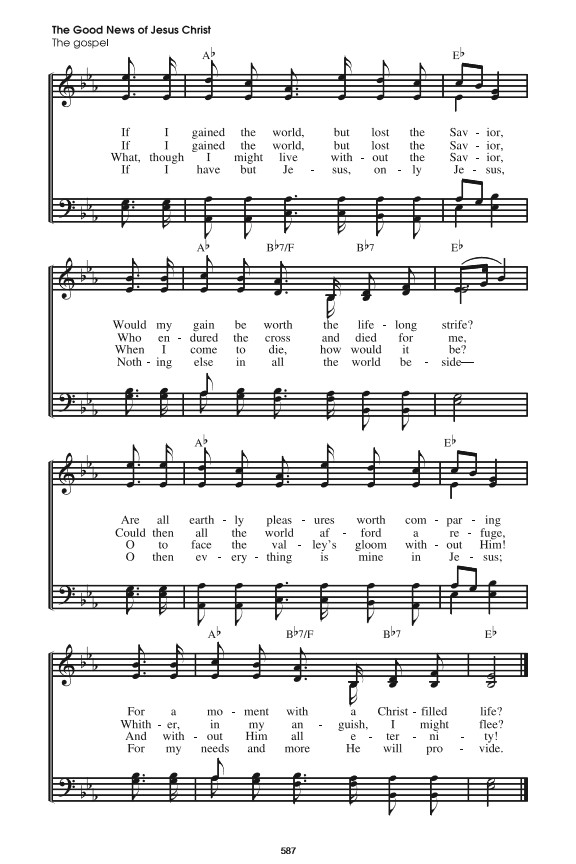 The Good News of Jesus Christ
The gospel
A♭ E♭
If I gained the world, but lost the Sav - ior,
If I gained the world, but lost the Sav - ior,
What, though I might live with - out the Sav - ior,
If I have but Je - sus, on - ly Je - sus,
A♭ B♭7/F B♭7 E♭
Would my gain be worth the life - long strife?
Who en - dured the cross and died for me,
When I come to die, how would it be?
Noth - ing else in all the world be - side—
A♭ E♭
Are all earth - ly pleas - ures worth com - par - ing
Could then all the world af - ford a re - fuge,
O to face the val - ley's gloom with - out Him!
O then ev - ery - thing is mine in Je - sus;
A♭ B♭7/F B♭7 E♭
For a mo - ment with a Christ - filled life?
Whith - er, in my an - guish, I might flee?
And with - out Him all e - ter - ni - ty!
For my needs and more He will pro - vide.
587